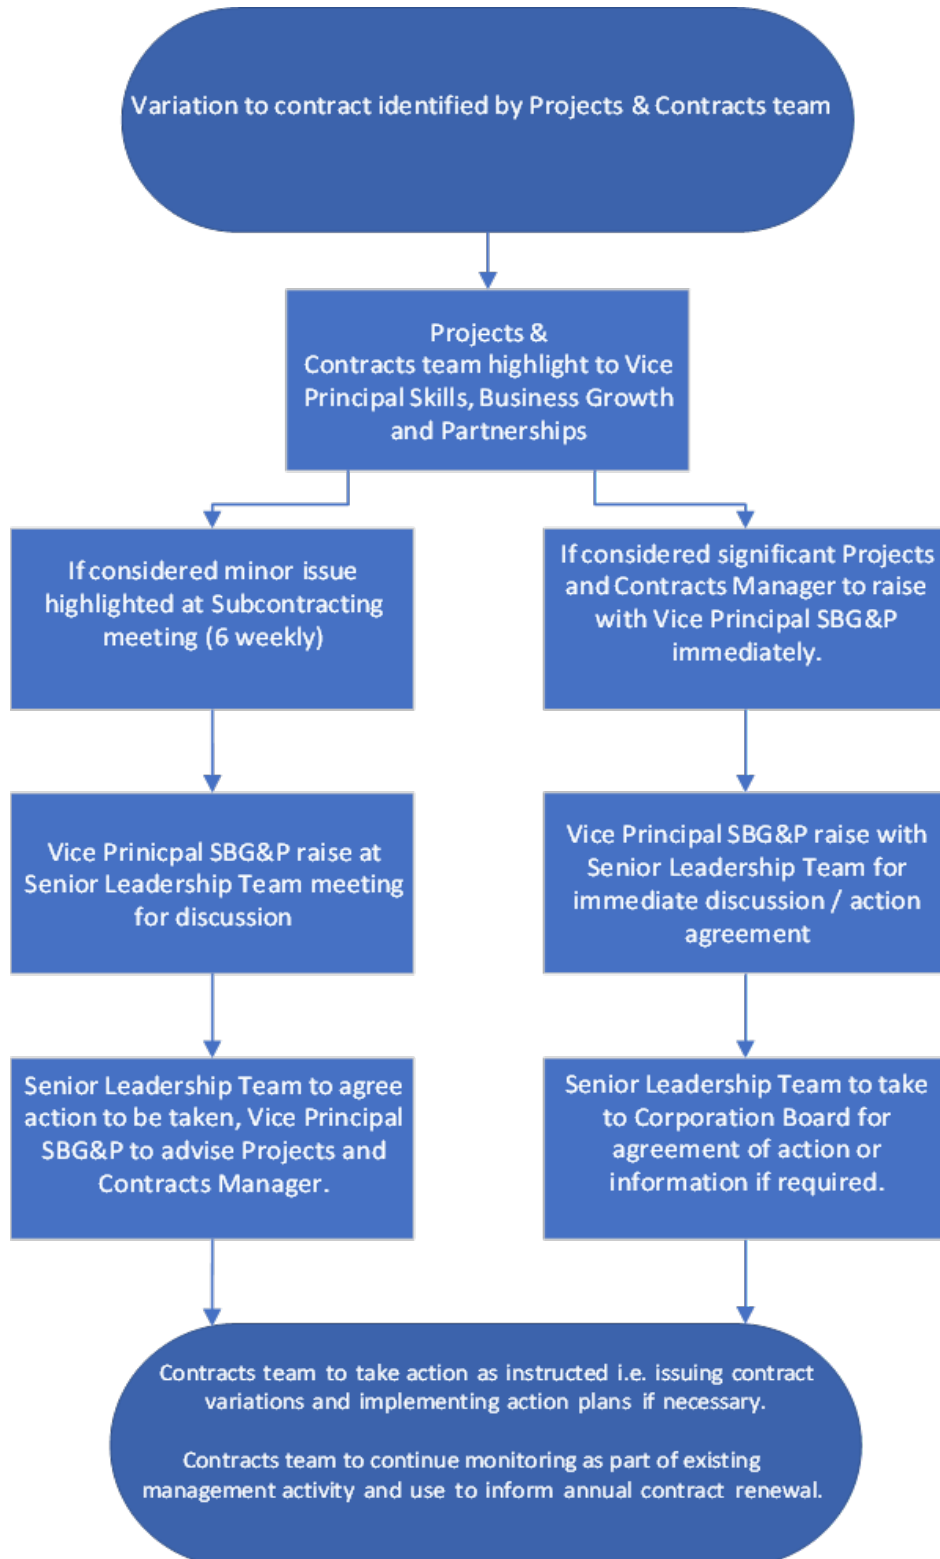 Variation to contract identified by Projects & Contracts team
Projects &
Contracts team highlight to Vice
Principal Skills, Business Growth
and Partnerships
If considered minor issue
highlighted at Subcontracting
meeting (6 weekly)
If considered significant Projects
and Contracts Manager to raise
with Vice Principal SBG&P
immediately.
Vice Prinicpal SBG&P raise at
Senior Leadership Team meeting
for discussion
Vice Principal SBG&P raise with
Senior Leadership Team for
immediate discussion / action
agreement
Senior Leadership Team to agree
action to be taken, Vice Principal
SBG&P to advise Projects and
Contracts Manager.
Senior Leadership Team to take
to Corporation Board for
agreement of action or
information if required.
Contracts team to take action as instructed i.e. issuing contract
variations and implementing action plans if necessary.
Contracts team to continue monitoring as part of existing
management activity and use to inform annual contract renewal.